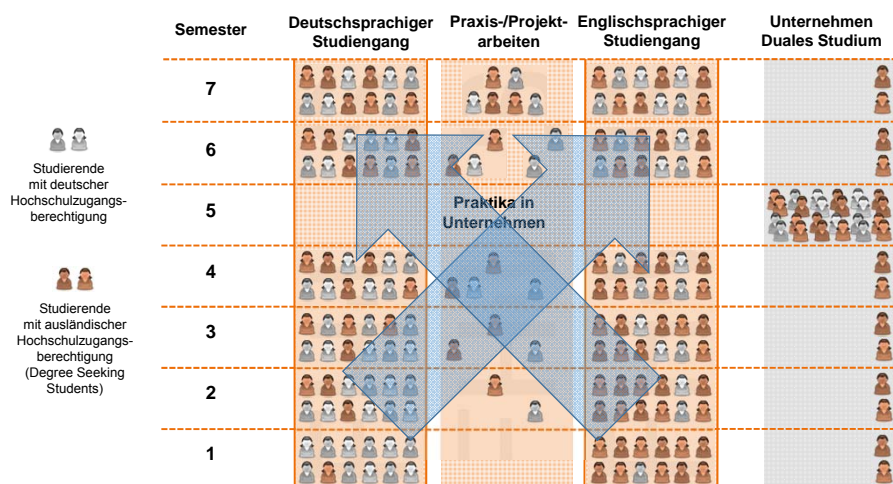 Semester
Deutschsprachiger
Studiengang
Praxis-/Projekt-
arbeiten
Englischsprachiger
Studiengang
Unternehmen
Duales Studium
7
6
5
4
3
2
1
Praktika in
Unternehmen
Studierende
mit deutscher
Hochschulzugangs-
berechtigung
Studierende
mit ausländischer
Hochschulzugangs-
berechtigung
(Degree Seeking
Students)